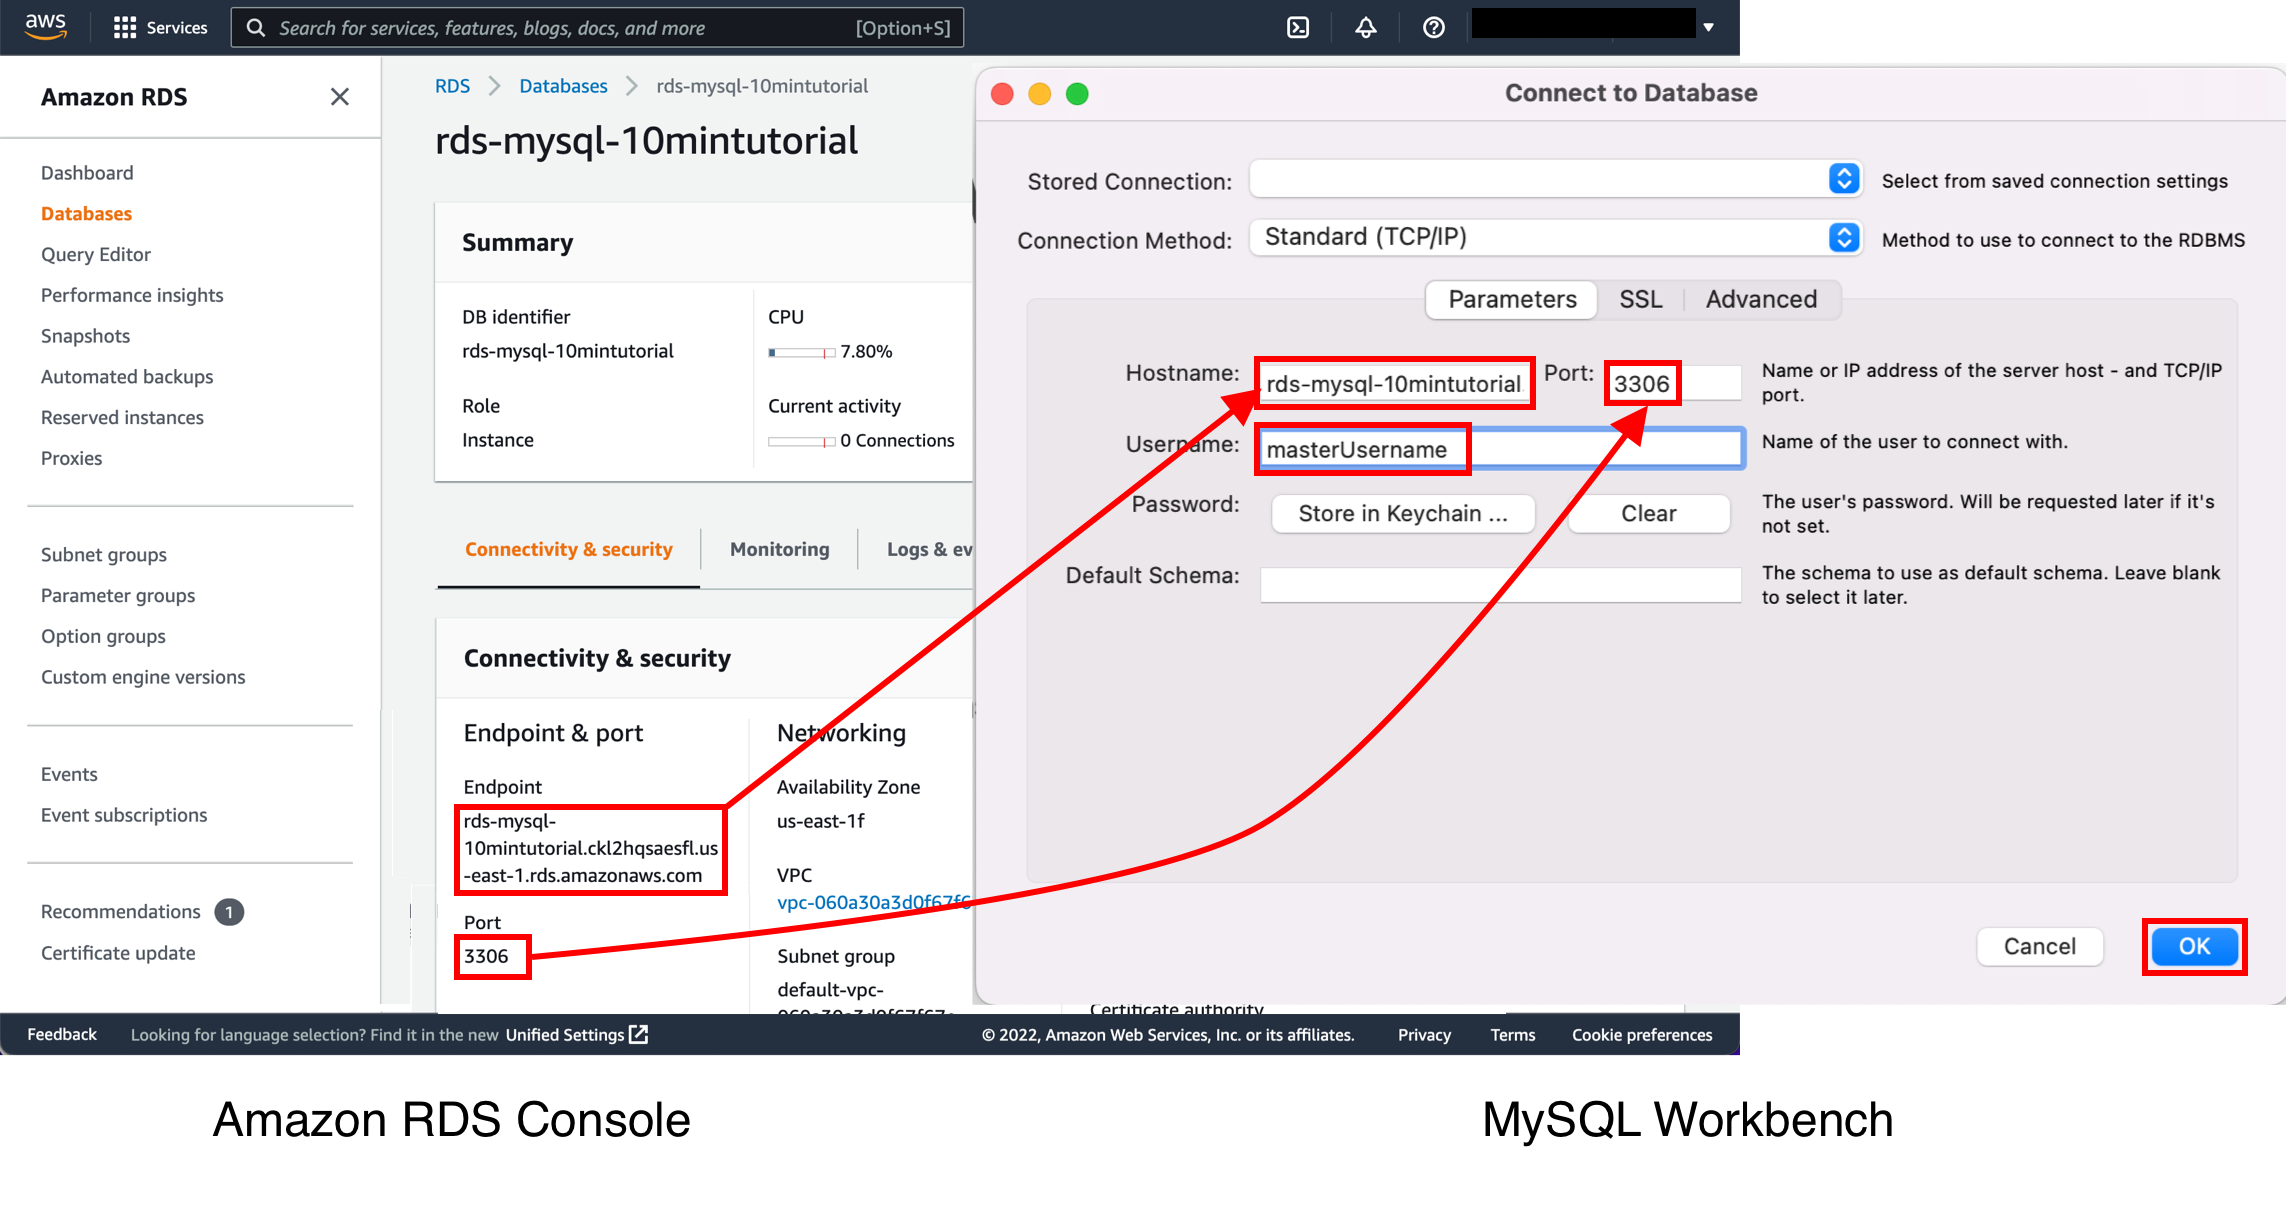 aws
Services
Search for services, features, blogs, docs, and more
[Option+S]
Amazon RDS
Dashboard
Databases
Query Editor
Performance insights
Snapshots
Automated backups
Reserved instances
Proxies
Subnet groups
Parameter groups
Option groups
Custom engine versions
Events
Event subscriptions
Recommendations 1
Certificate update
RDS
Databases
rds-mysql-10mintutorial
rds-mysql-10mintutorial
Summary
DB identifier
rds-mysql-10mintutorial
CPU
7.80%
Role
Instance
Current activity
0 Connections
Connectivity & security
Monitoring
Logs & ev
Connectivity & security
Endpoint & port
Endpoint
rds-mysql-
10mintutorial.ckl2hqsaesfl.us
-east-1.rds.amazonaws.com
Port
3306
Networking
Availability Zone
us-east-1f
VPC
vpc-060a30a3d0f67f6
Subnet group
default-vpc-
Certificate authority
Connect to Database
Stored Connection:
Select from saved connection settings
Connection Method:
Standard (TCP/IP)
Method to use to connect to the RDBMS
Parameters
SSL
Advanced
Hostname:
rds-mysql-10mintutorial
Port:
3306
Name or IP address of the server host - and TCP/IP
port.
Username:
masterUsername
Name of the user to connect with.
Password:
Store in Keychain ...
Clear
The user's password. Will be requested later if it's
not set.
Default Schema:
The schema to use as default schema. Leave blank
to select it later.
Cancel
OK
Feedback
Looking for language selection? Find it in the new Unified Settings
© 2022, Amazon Web Services, Inc. or its affiliates.
Privacy
Terms
Cookie preferences
Amazon RDS Console
MySQL Workbench